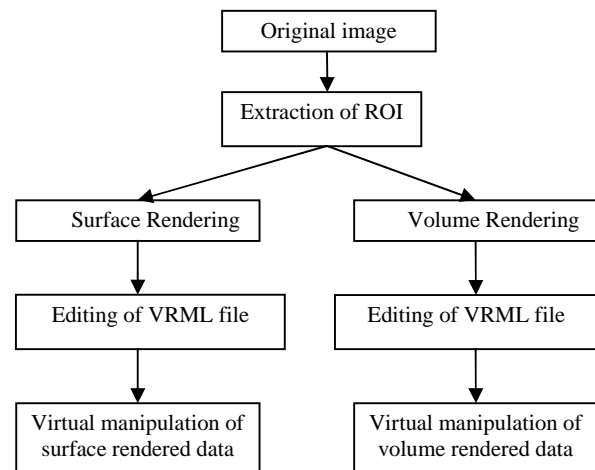 Original image
Extraction of ROI
Surface Rendering
Volume Rendering
Editing of VRML file
Editing of VRML file
Virtual manipulation of
surface rendered data
Virtual manipulation of
volume rendered data